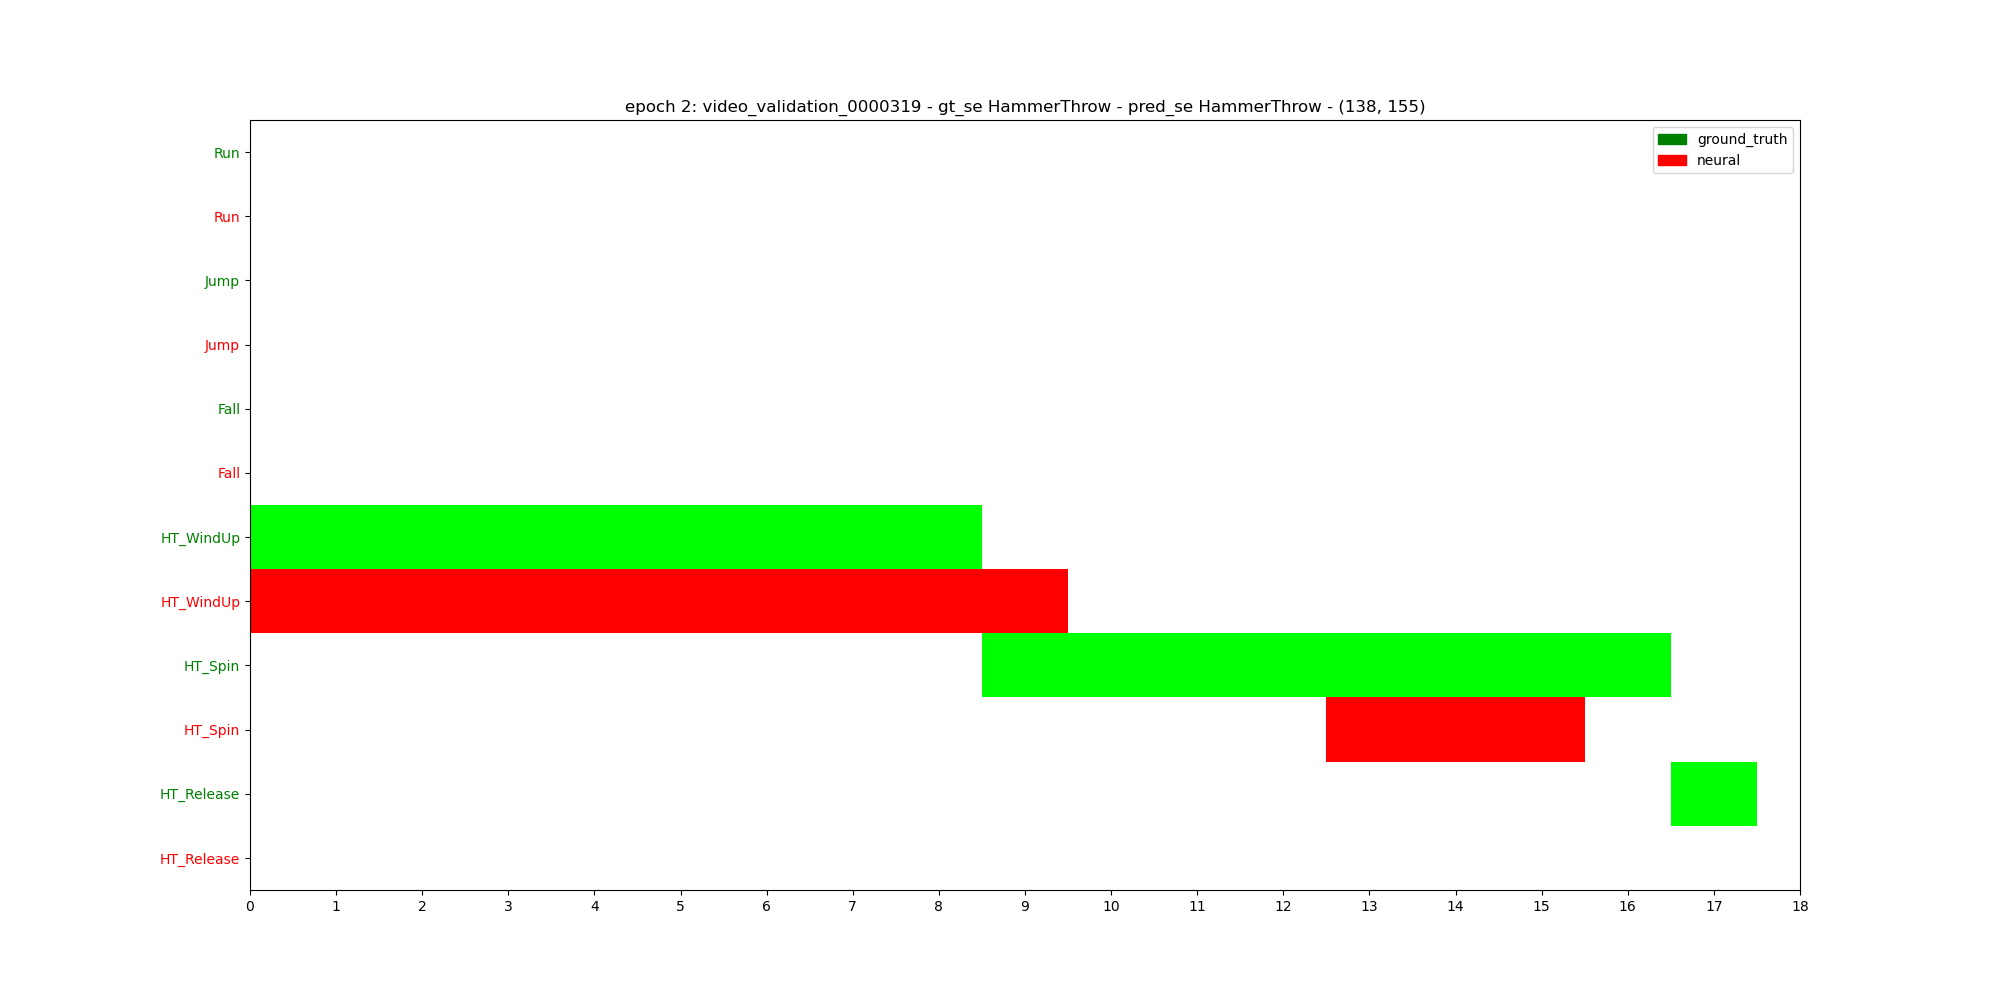 epoch 2: video_validation_0000319 - gt_se HammerThrow - pred_se HammerThrow - (138, 155)
ground_truth
neural
Run
Run
Jump
Jump
Fall
Fall
HT_WindUp
HT_WindUp
HT_Spin
HT_Spin
HT_Release
HT_Release
0 1 2 3 4 5 6 7 8 9 10 11 12 13 14 15 16 17 18